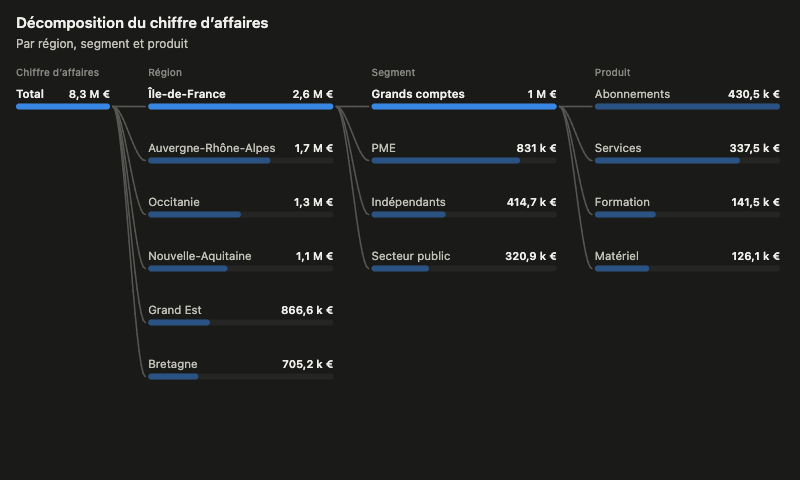 Décomposition du chiffre d’affaires
Par région, segment et produit
Chiffre d’affaires Région Segment Produit
Total 8,3 M € Île-de-France 2,6 M € Grands comptes 1 M € Abonnements 430,5 k €
Auvergne-Rhône-Alpes 1,7 M € PME 831 k € Services 337,5 k €
Occitanie 1,3 M € Indépendants 414,7 k € Formation 141,5 k €
Nouvelle-Aquitaine 1,1 M € Secteur public 320,9 k € Matériel 126,1 k €
Grand Est 866,6 k €
Bretagne 705,2 k €